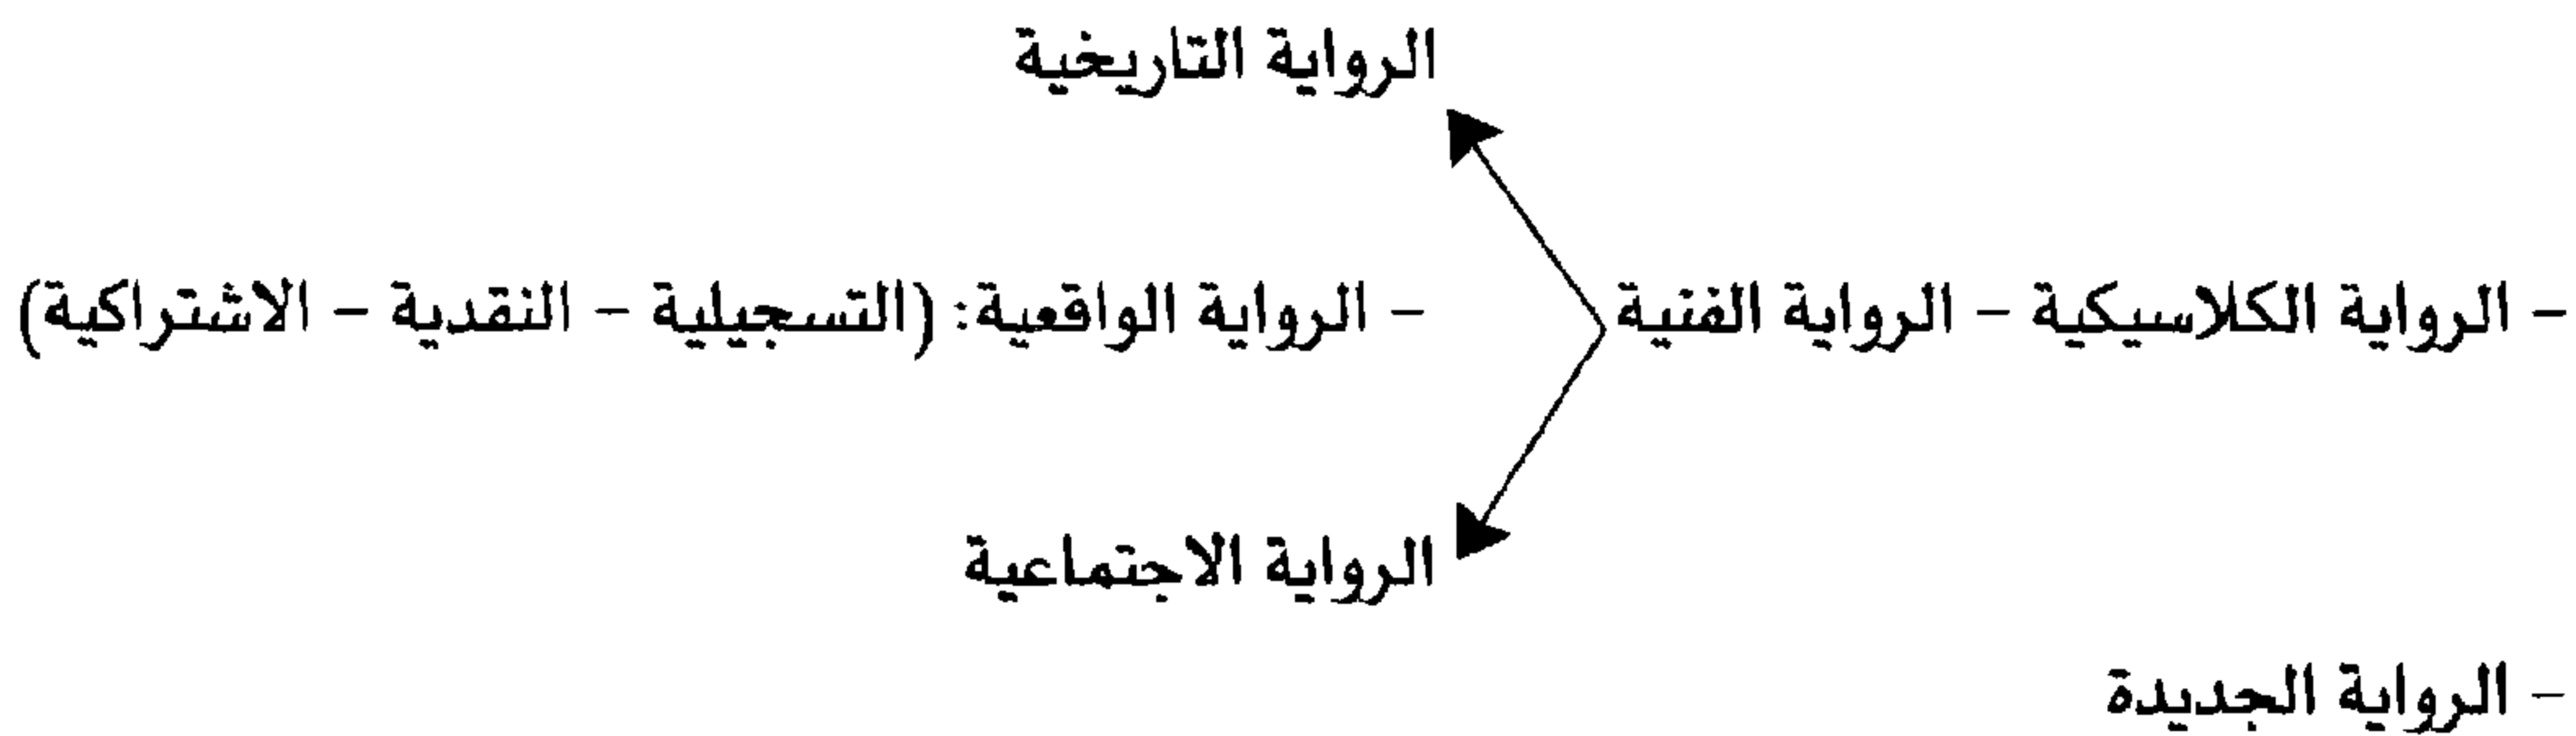 الرواية التاريخية
- الرواية الكلاسيكية - الرواية الفنية - الرواية الواقعية: (التسجيلية - النقدية - الاشتراكية)
الرواية الاجتماعية
- الرواية الجديدة